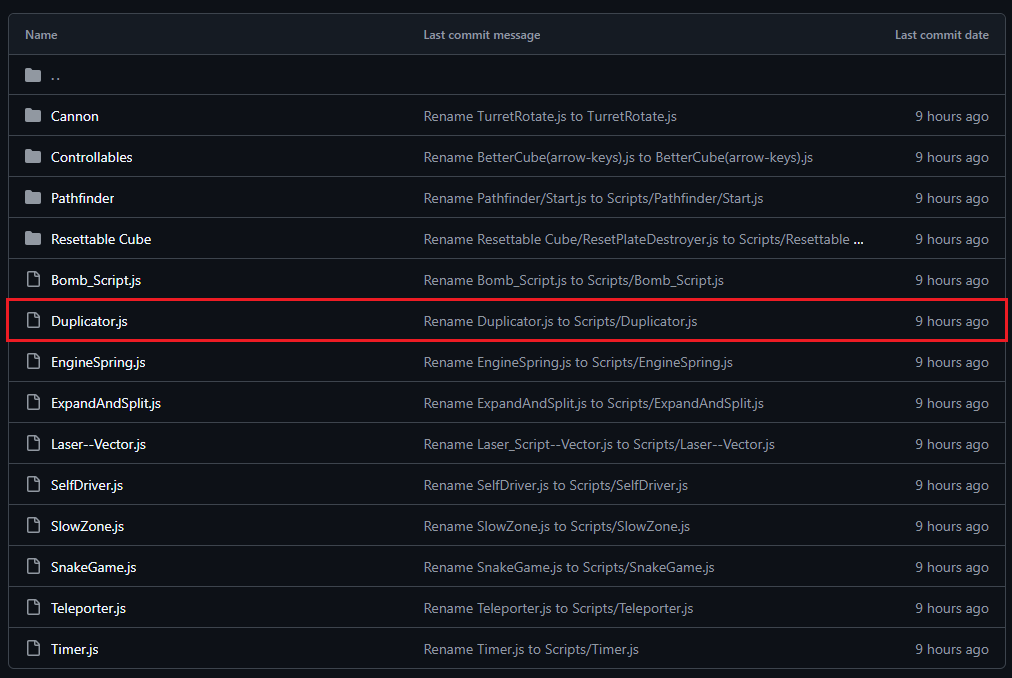 Name Last commit message Last commit date
..
Cannon Rename TurretRotate.js to TurretRotate.js 9 hours ago
Controllables Rename BetterCube(arrow-keys).js to BetterCube(arrow-keys).js 9 hours ago
Pathfinder Rename Pathfinder/Start.js to Scripts/Pathfinder/Start.js 9 hours ago
Resettable Cube Rename Resettable Cube/ResetPlateDestroyer.js to Scripts/Resettable ... 9 hours ago
Bomb_Script.js Rename Bomb_Script.js to Scripts/Bomb_Script.js 9 hours ago
Duplicator.js Rename Duplicator.js to Scripts/Duplicator.js 9 hours ago
EngineSpring.js Rename EngineSpring.js to Scripts/EngineSpring.js 9 hours ago
ExpandAndSplit.js Rename ExpandAndSplit.js to Scripts/ExpandAndSplit.js 9 hours ago
Laser--Vector.js Rename Laser_Script--Vector.js to Scripts/Laser--Vector.js 9 hours ago
SelfDriver.js Rename SelfDriver.js to Scripts/SelfDriver.js 9 hours ago
SlowZone.js Rename SlowZone.js to Scripts/SlowZone.js 9 hours ago
SnakeGame.js Rename SnakeGame.js to Scripts/SnakeGame.js 9 hours ago
Teleporter.js Rename Teleporter.js to Scripts/Teleporter.js 9 hours ago
Timer.js Rename Timer.js to Scripts/Timer.js 9 hours ago